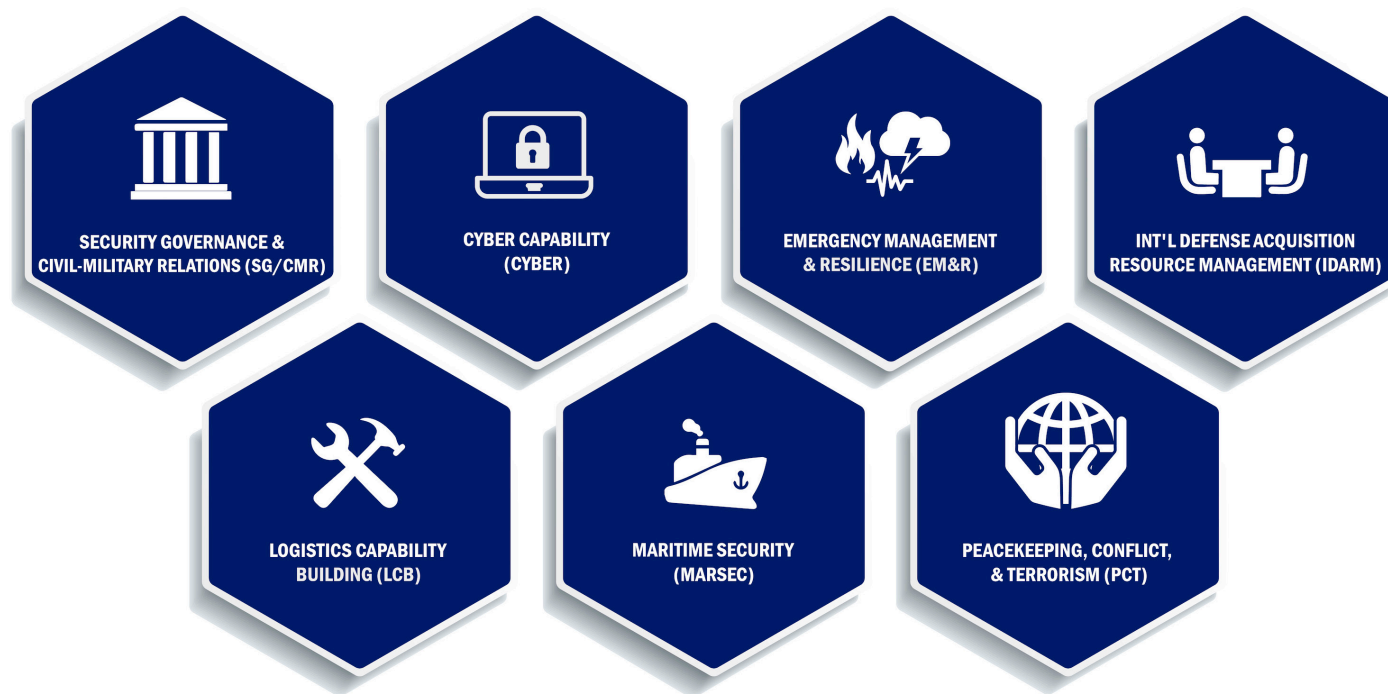 SECURITY GOVERNANCE &
CIVIL-MILITARY RELATIONS (SG/CMR)
CYBER CAPABILITY
(CYBER)
EMERGENCY MANAGEMENT
& RESILIENCE (EM&R)
INT'L DEFENSE ACQUISITION
RESOURCE MANAGEMENT (IDARM)
LOGISTICS CAPABILITY
BUILDING (LCB)
MARITIME SECURITY
(MARSEC)
PEACEKEEPING, CONFLICT,
& TERRORISM (PCT)